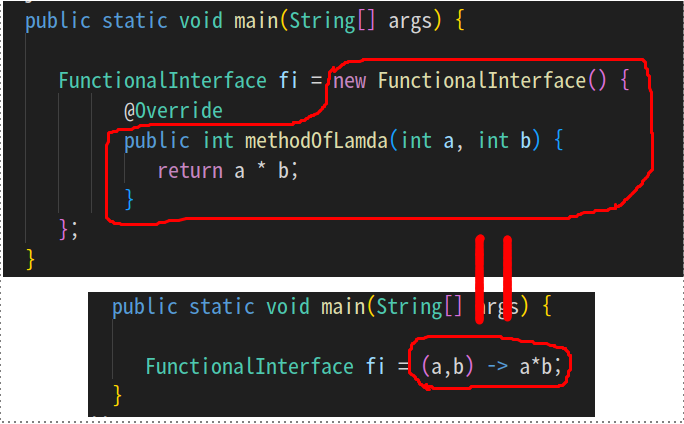 public static void main(String[] args) {
FunctionalInterface fi = new FunctionalInterface() {
@Override
public int methodOfLamda(int a, int b) {
return a * b;
}
};
}
public static void main(String[] args) {
FunctionalInterface fi = (a,b) -> a*b;
}